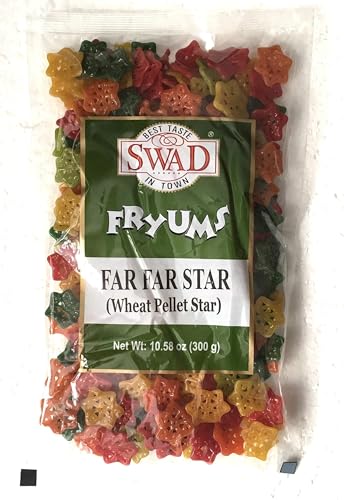 BEST TASTE
SWAD
®
IN TOWN
FRYUMS
FAR FAR STAR
(Wheat Pellet Star)
Net Wt: 10.58 oz (300 g)